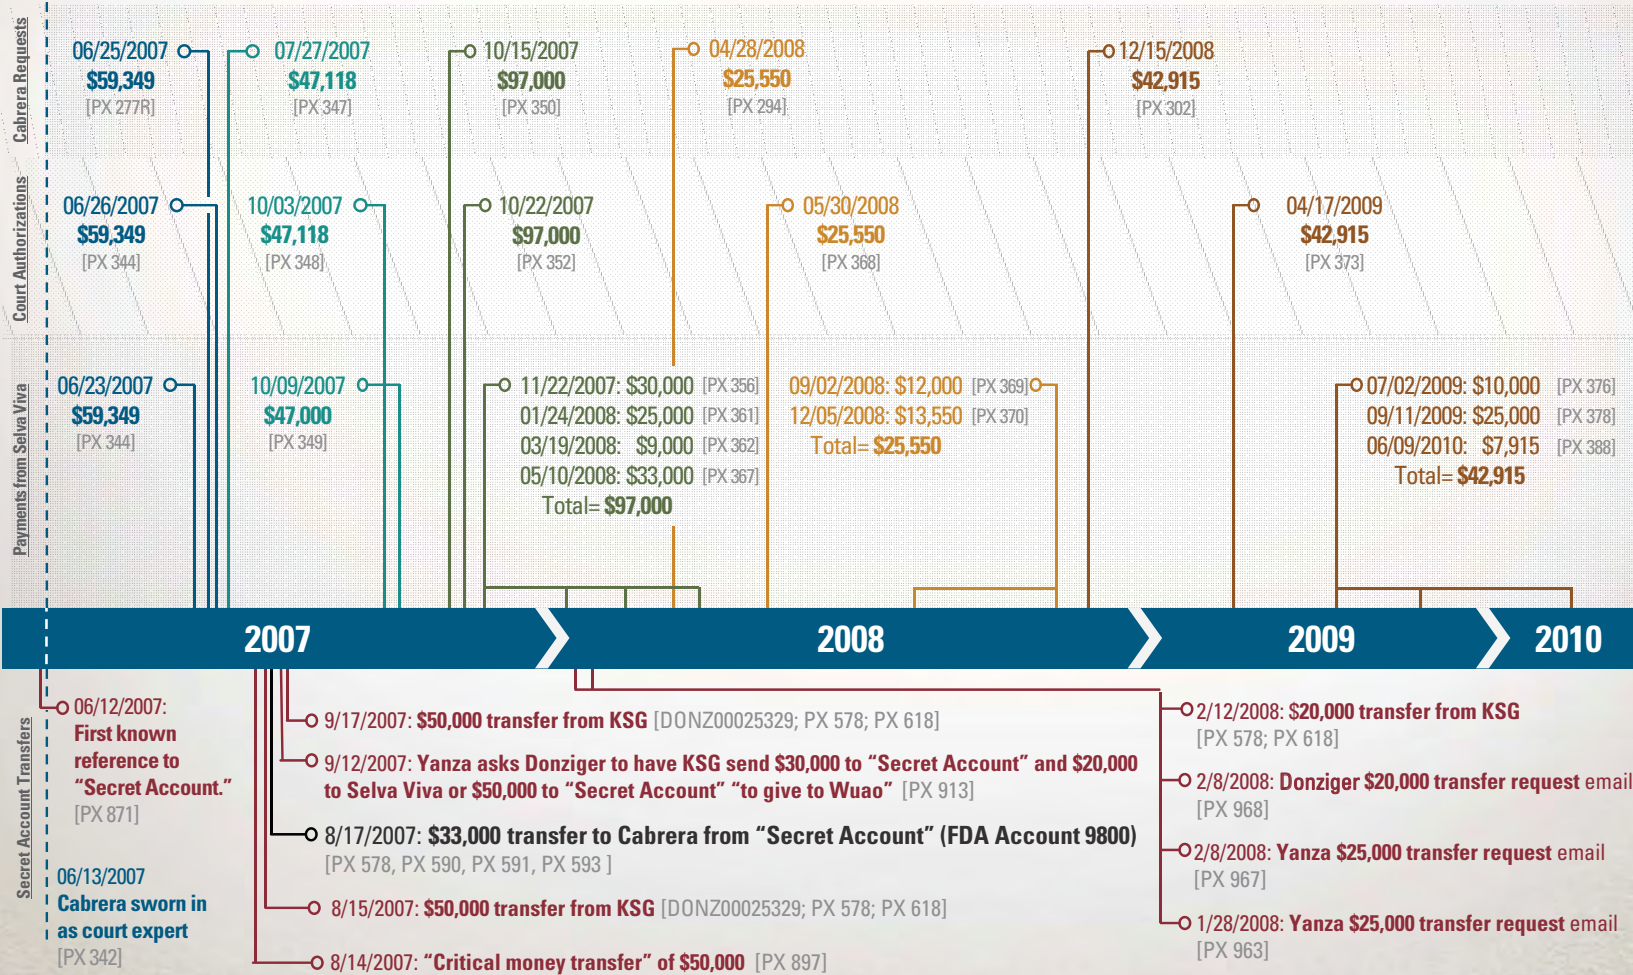 Cabrera Requests
06/25/2007
$59,349
[PX 277R]
07/27/2007
$47,118
[PX 347]
10/15/2007
$97,000
[PX 350]
04/28/2008
$25,550
[PX 294]
12/15/2008
$42,915
[PX 302]
Court Authorizations
06/26/2007
$59,349
[PX 344]
10/03/2007
$47,118
[PX 348]
10/22/2007
$97,000
[PX 352]
05/30/2008
$25,550
[PX 368]
04/17/2009
$42,915
[PX 373]
Payments from Selva Viva
06/23/2007
$59,349
[PX 344]
10/09/2007
$47,000
[PX 349]
11/22/2007: $30,000 [PX 356]
01/24/2008: $25,000 [PX 361]
03/19/2008: $9,000 [PX 362]
05/10/2008: $33,000 [PX 367]
Total= $97,000
09/02/2008: $12,000 [PX 369]
12/05/2008: $13,550 [PX 370]
Total= $25,550
07/02/2009: $10,000 [PX 376]
09/11/2009: $25,000 [PX 378]
06/09/2010: $7,915 [PX 388]
Total= $42,915
2007
2008
2009
2010
Secret Account Transfers
06/12/2007:
First known
reference to
“Secret Account.”
[PX 871]
06/13/2007
Cabrera sworn in
as court expert
[PX 342]
9/17/2007: $50,000 transfer from KSG [DONZ00025329; PX 578; PX 618]
9/12/2007: Yanza asks Donziger to have KSG send $30,000 to “Secret Account” and $20,000
to Selva Viva or $50,000 to “Secret Account” “to give to Wuao” [PX 913]
8/17/2007: $33,000 transfer to Cabrera from “Secret Account” (FDA Account 9800)
[PX 578, PX 590, PX 591, PX 593 ]
8/15/2007: $50,000 transfer from KSG [DONZ00025329; PX 578; PX 618]
8/14/2007: “Critical money transfer” of $50,000 [PX 897]
2/12/2008: $20,000 transfer from KSG
[PX 578; PX 618]
2/8/2008: Donziger $20,000 transfer request email
[PX 968]
2/8/2008: Yanza $25,000 transfer request email
[PX 967]
1/28/2008: Yanza $25,000 transfer request email
[PX 963]